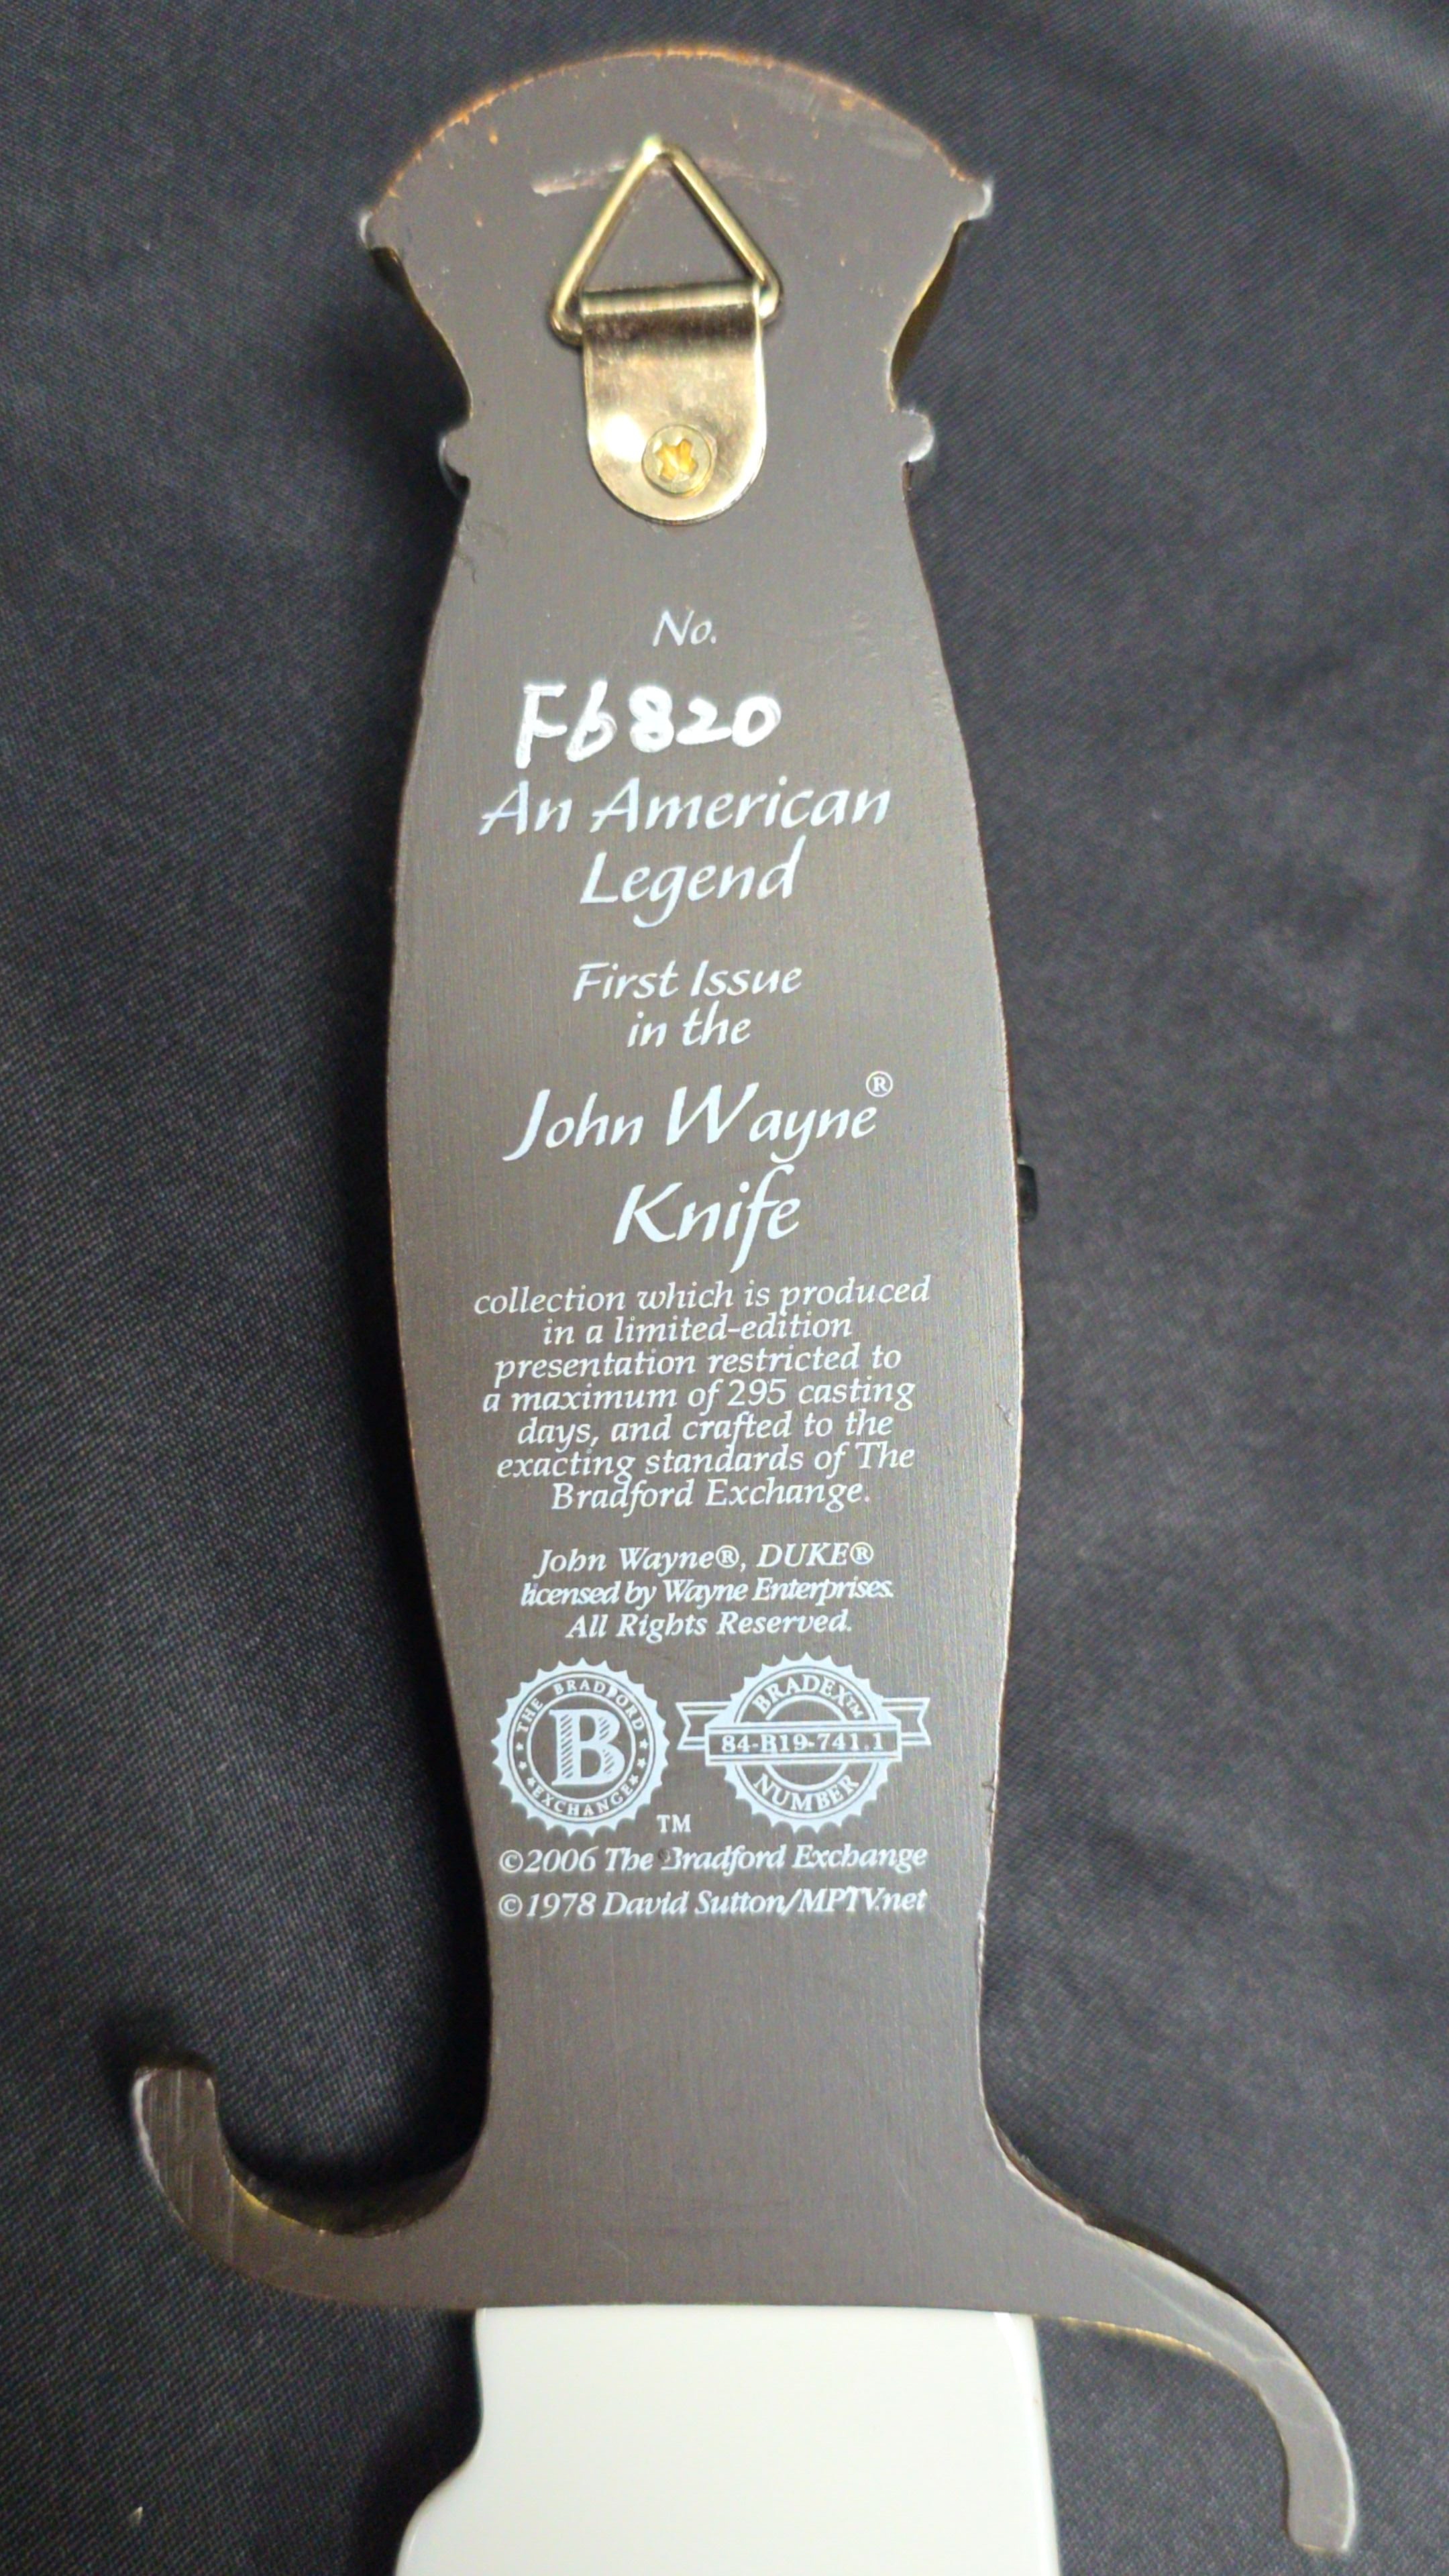 No.
F6820
An American
Legend
First Issue
in the
John Wayne®
Knife
collection which is produced
in a limited-edition
presentation restricted to
a maximum of 295 casting
days, and crafted to the
exacting standards of The
Bradford Exchange.
John Wayne®, DUKE®
licensed by Wayne Enterprises.
All Rights Reserved.
THE BRADFORD
B
EXCHANGE
TM
BRADEX™
84-B19-741.1
NUMBER
©2006 The Bradford Exchange
©1978 David Sutton/MPTV.net